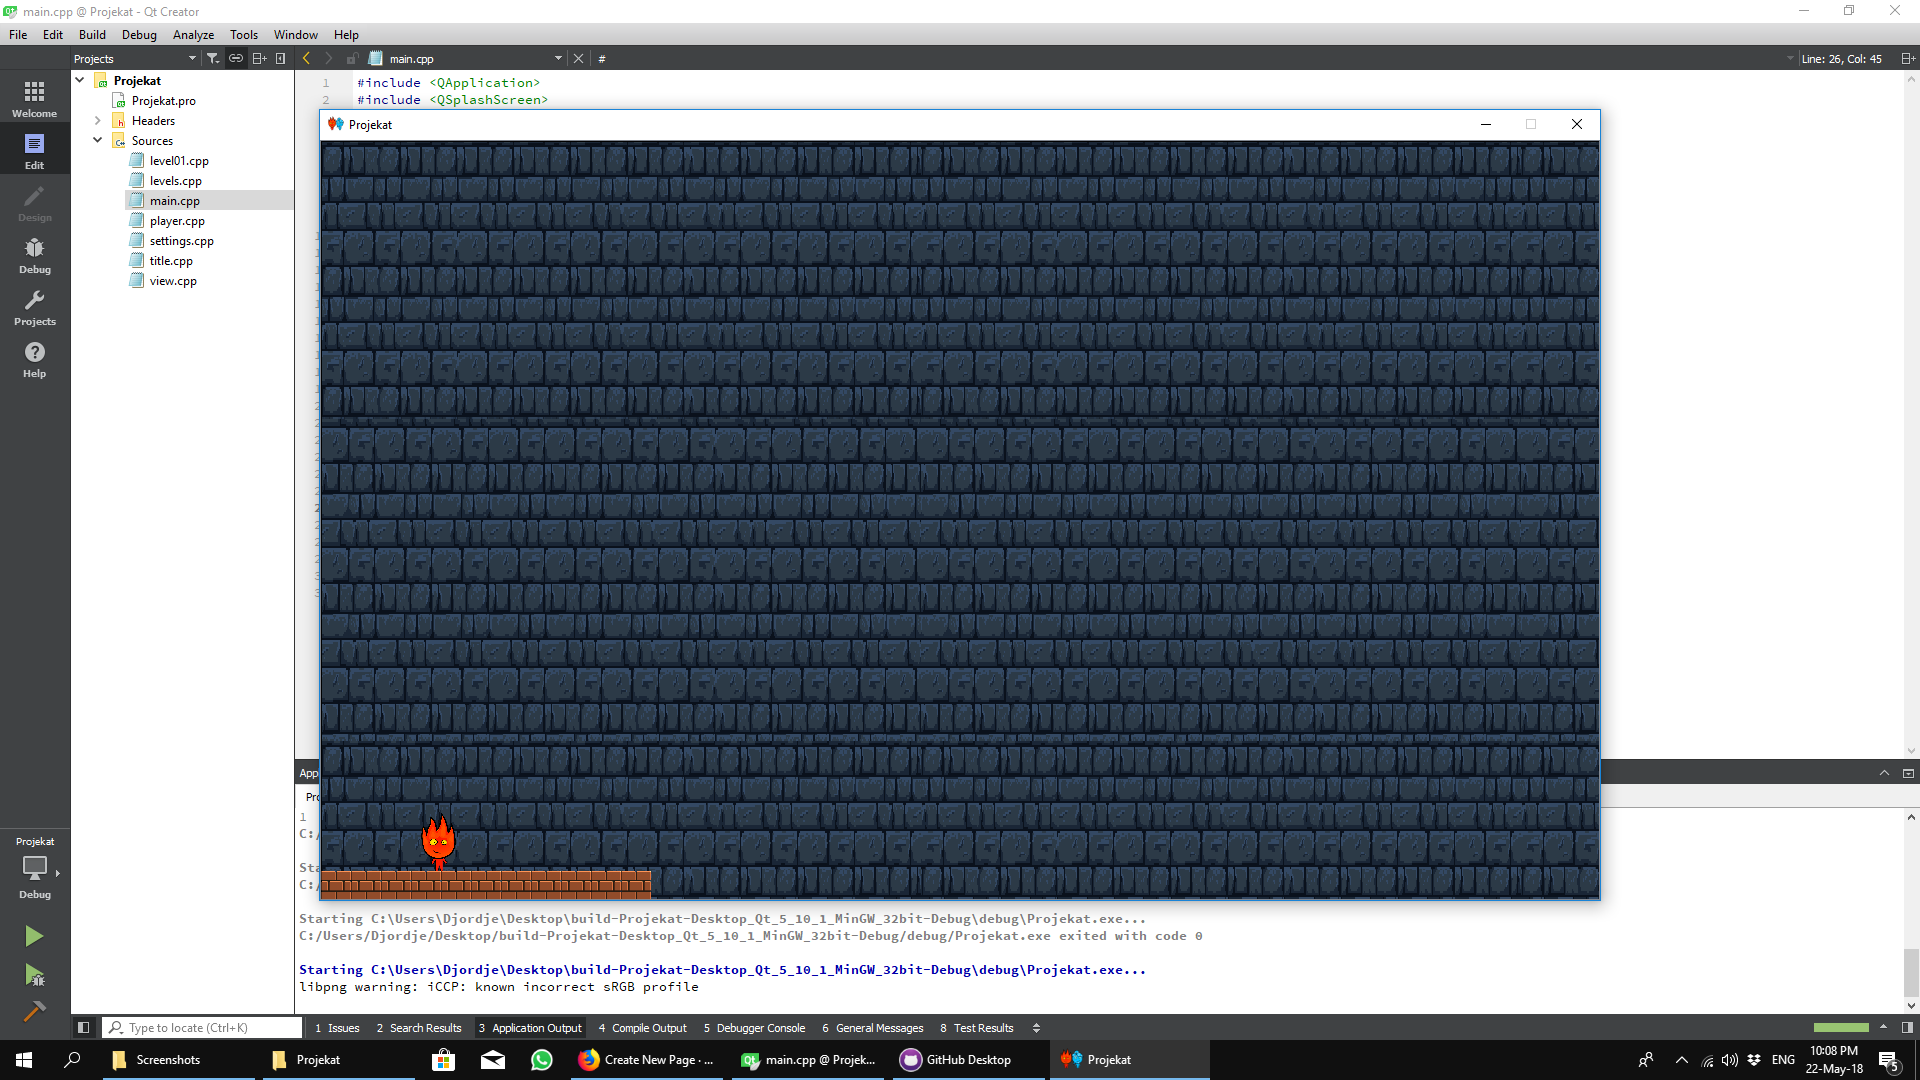 main.cpp @ Projekat - Qt Creator
File Edit Build Debug Analyze Tools Window Help
Projects main.cpp # Line: 26, Col: 45
Welcome
Edit
Design
Debug
Projects
Help
Projekat
Projekat.pro
Headers
Sources
level01.cpp
levels.cpp
main.cpp
player.cpp
settings.cpp
title.cpp
view.cpp
1 #include <QApplication>
2 #include <QSplashScreen>
Projekat
Projekat
Debug
1
C:/
Sta
C:/
Starting C:\Users\Djordje\Desktop\build-Projekat-Desktop_Qt_5_10_1_MinGW_32bit-Debug\debug\Projekat.exe...
C:/Users/Djordje/Desktop/build-Projekat-Desktop_Qt_5_10_1_MinGW_32bit-Debug/debug/Projekat.exe exited with code 0
Starting C:\Users\Djordje\Desktop\build-Projekat-Desktop_Qt_5_10_1_MinGW_32bit-Debug\debug\Projekat.exe...
libpng warning: iCCP: known incorrect sRGB profile
Type to locate (Ctrl+K) 1 Issues 2 Search Results 3 Application Output 4 Compile Output 5 Debugger Console 6 General Messages 8 Test Results
Screenshots Projekat Create New Page · ... main.cpp @ Projek... GitHub Desktop Projekat ENG 10:08 PM
22-May-18 5